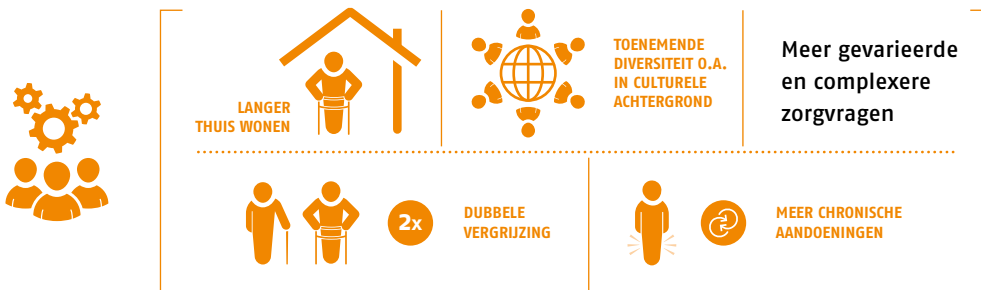 LANGER
THUIS WONEN
TOENEMENDE
DIVERSITEIT O.A.
IN CULTURELE
ACHTERGROND
Meer gevarieerde
en complexere
zorgvragen
2x
DUBBELE
VERGRIJZING
MEER CHRONISCHE
AANDOENINGEN